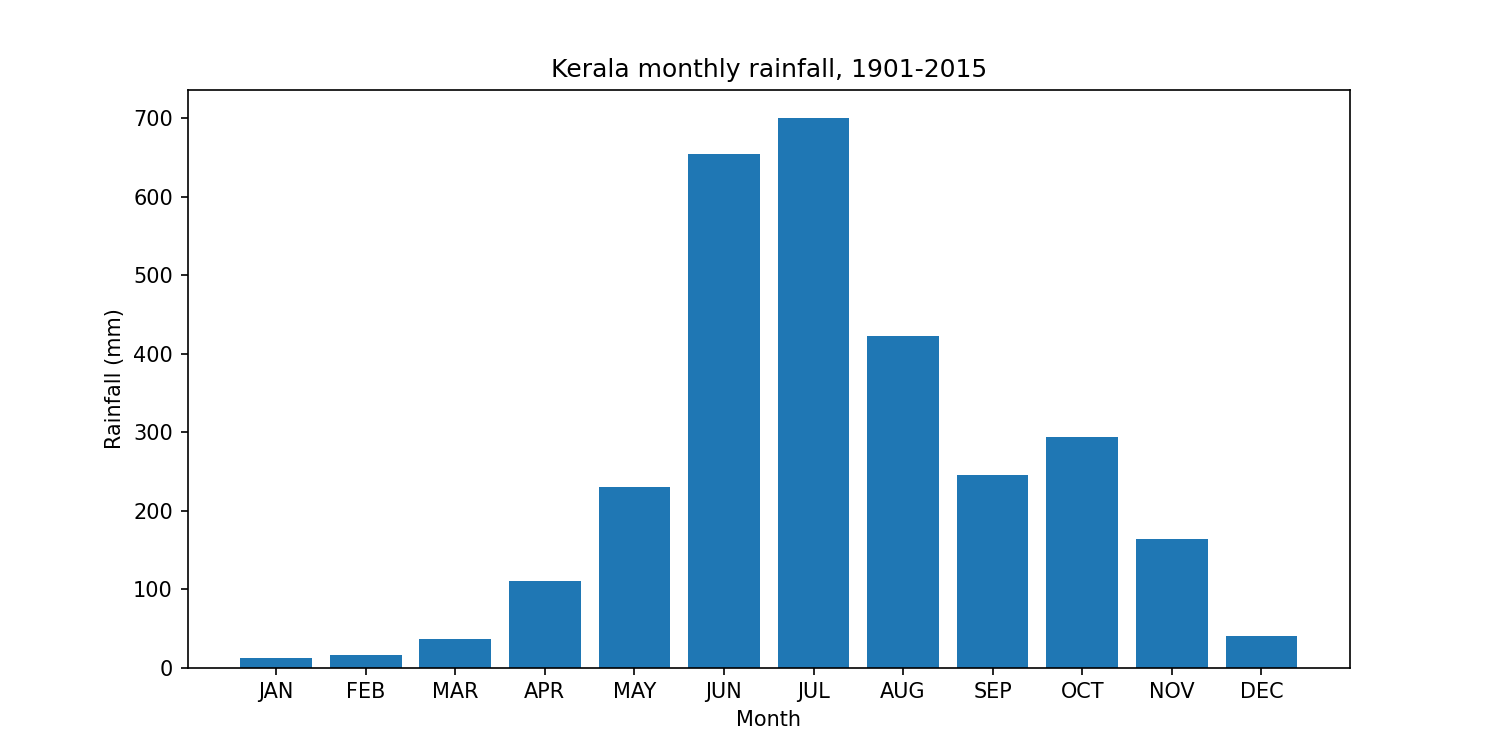 Kerala monthly rainfall, 1901-2015
700
600
500
400
300
200
100
0
Rainfall (mm)
JAN FEB MAR APR MAY JUN JUL AUG SEP OCT NOV DEC
Month